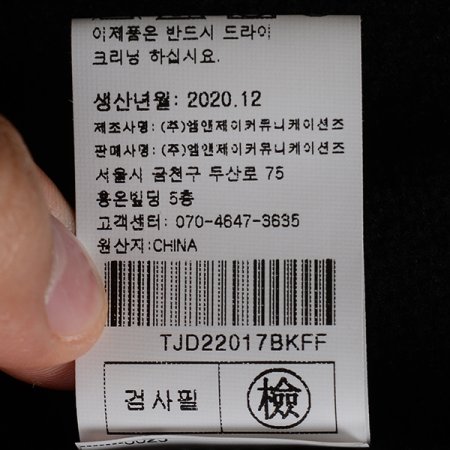 이제품은 반드시 드라이
크리닝 하십시요.
생산년월: 2020.12
제조사명: (주)엠앤제이커뮤니케이션즈
판매사명: (주)엠앤제이커뮤니케이션즈
서울시 금천구 두산로 75
용온빌딩 5층
고객센터: 070-4647-3635
원산지:CHINA
TJD22017BKFF
검사필 檢